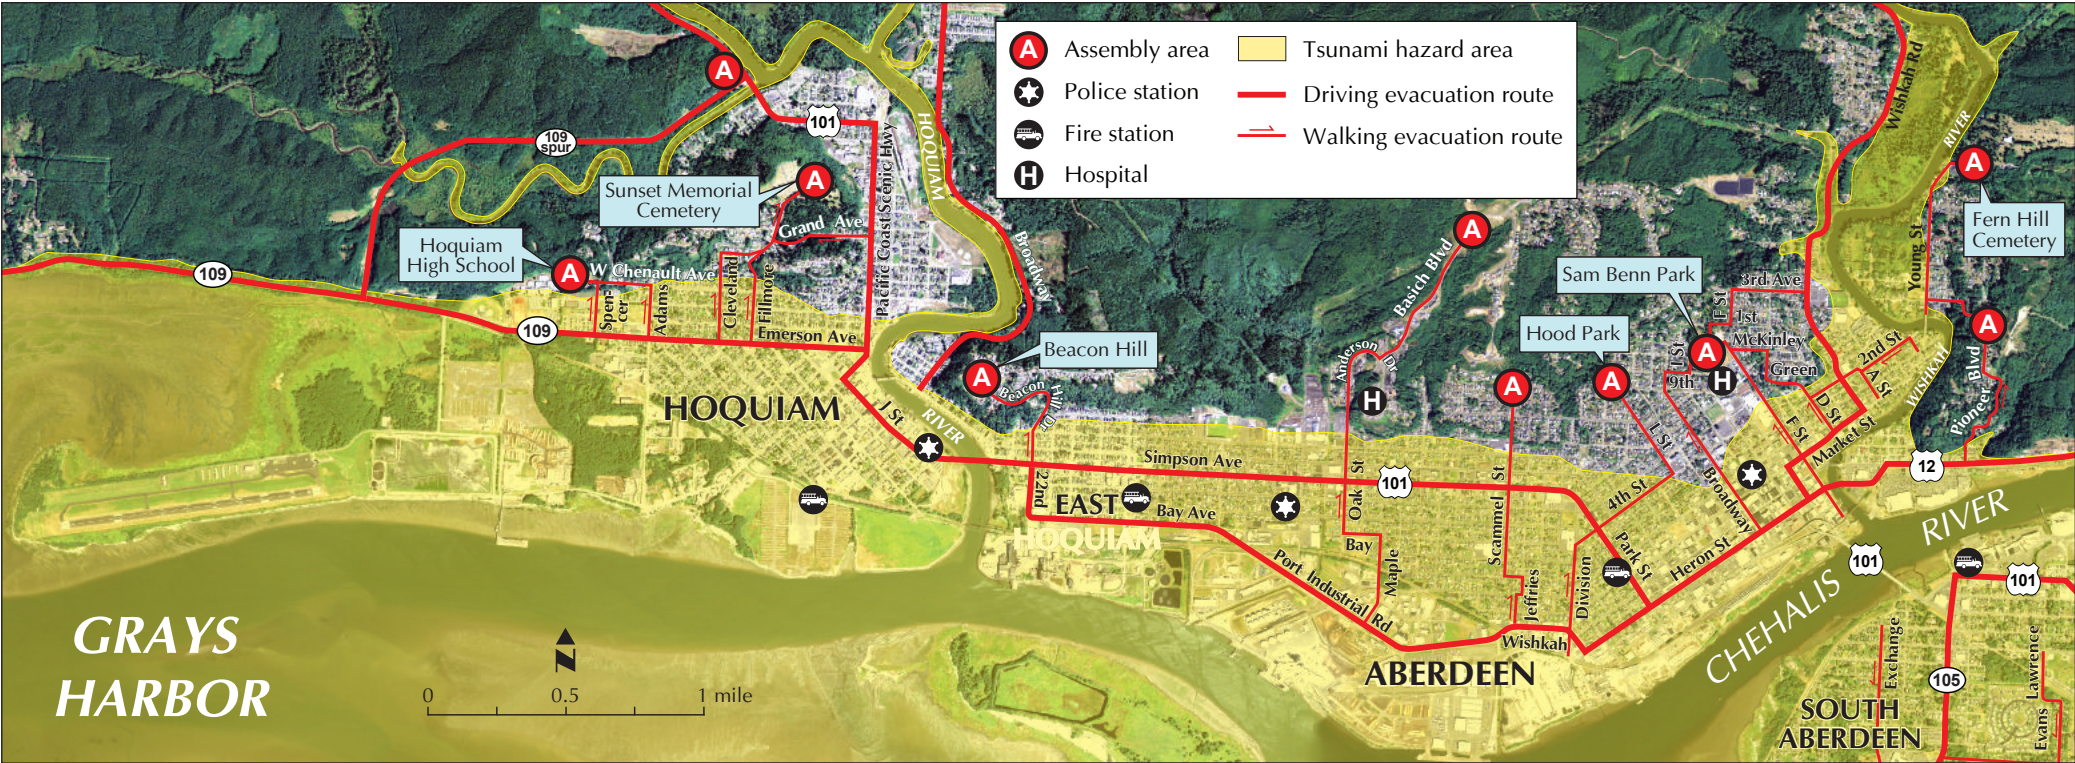 A Assembly area
Police station
Fire station
H Hospital
Tsunami hazard area
Driving evacuation route
Walking evacuation route
A
101
109
spur
HOQUIAM
Pacific Coast Scenic Hwy
Sunset Memorial
Cemetery
A
Grand Ave
Hoquiam
High School
A
W Chenault Ave
109
109
Spen-
cer
Adams
Cleveland
Fillmore
Emerson Ave
Broadway
Beacon Hill
A
Beacon
Hill Dr
HOQUIAM
J St
RIVER
22nd
EAST
HOQUIAM
Simpson Ave
Bay Ave
Port Industrial Rd
Anderson Dr
Basich Blvd
A
H
Oak St
101
Bay
Maple
A
Scammel St
Jeffries
Wishkah
Division
4th St
Park St
Heron St
Hood Park
A
L St
Broadway
Sam Benn Park
A
H
J St
9th
F St
3rd Ave
1st
McKinley
Green
D St
F St
Market St
A St
2nd St
WISHKAH
RIVER
Wishkah Rd
Young St
A
Fern Hill
Cemetery
A
Pioneer Blvd
12
CHEHALIS RIVER
101
101
105
Exchange
Lawrence
Evans
SOUTH
ABERDEEN
ABERDEEN
GRAYS
HARBOR
N
0 0.5 1 mile